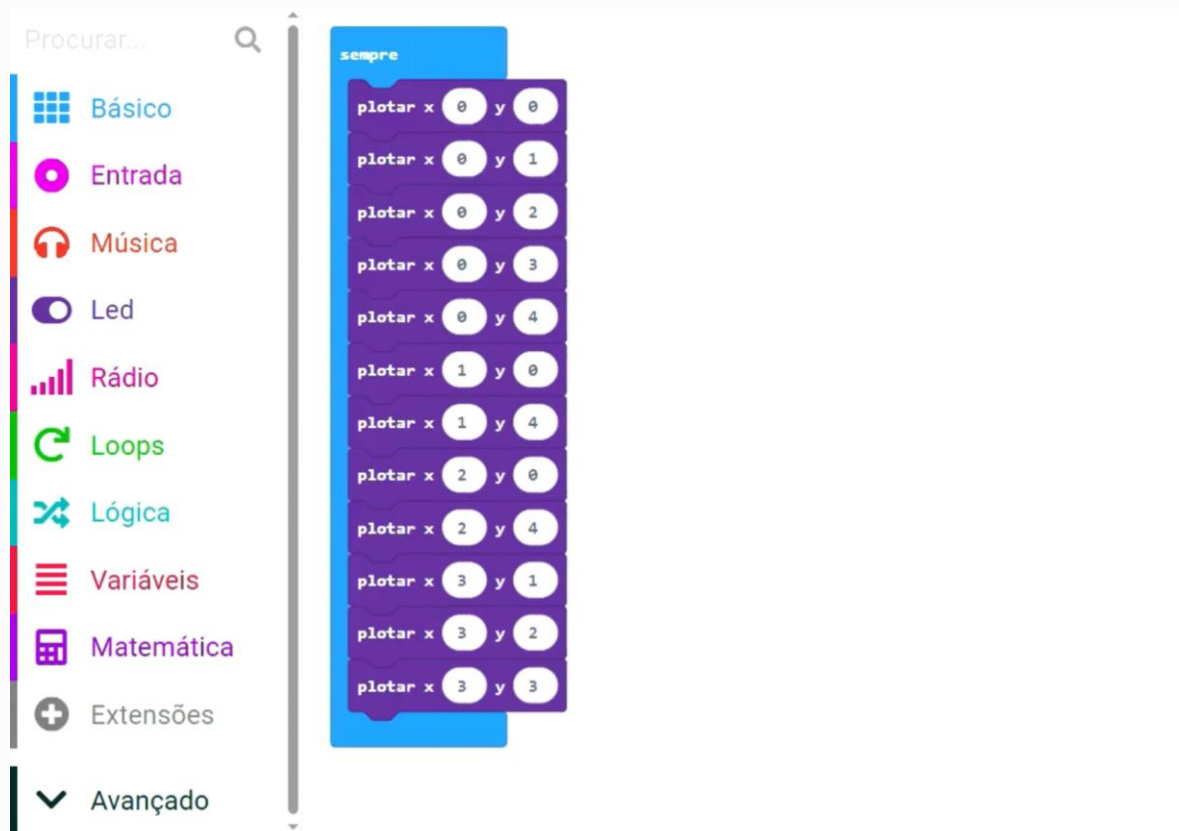 Procurar...
Básico
Entrada
Música
Led
Rádio
Loops
Lógica
Variáveis
Matemática
Extensões
Avançado
sempre
plotar x 0 y 0
plotar x 0 y 1
plotar x 0 y 2
plotar x 0 y 3
plotar x 0 y 4
plotar x 1 y 0
plotar x 1 y 4
plotar x 2 y 0
plotar x 2 y 4
plotar x 3 y 1
plotar x 3 y 2
plotar x 3 y 3